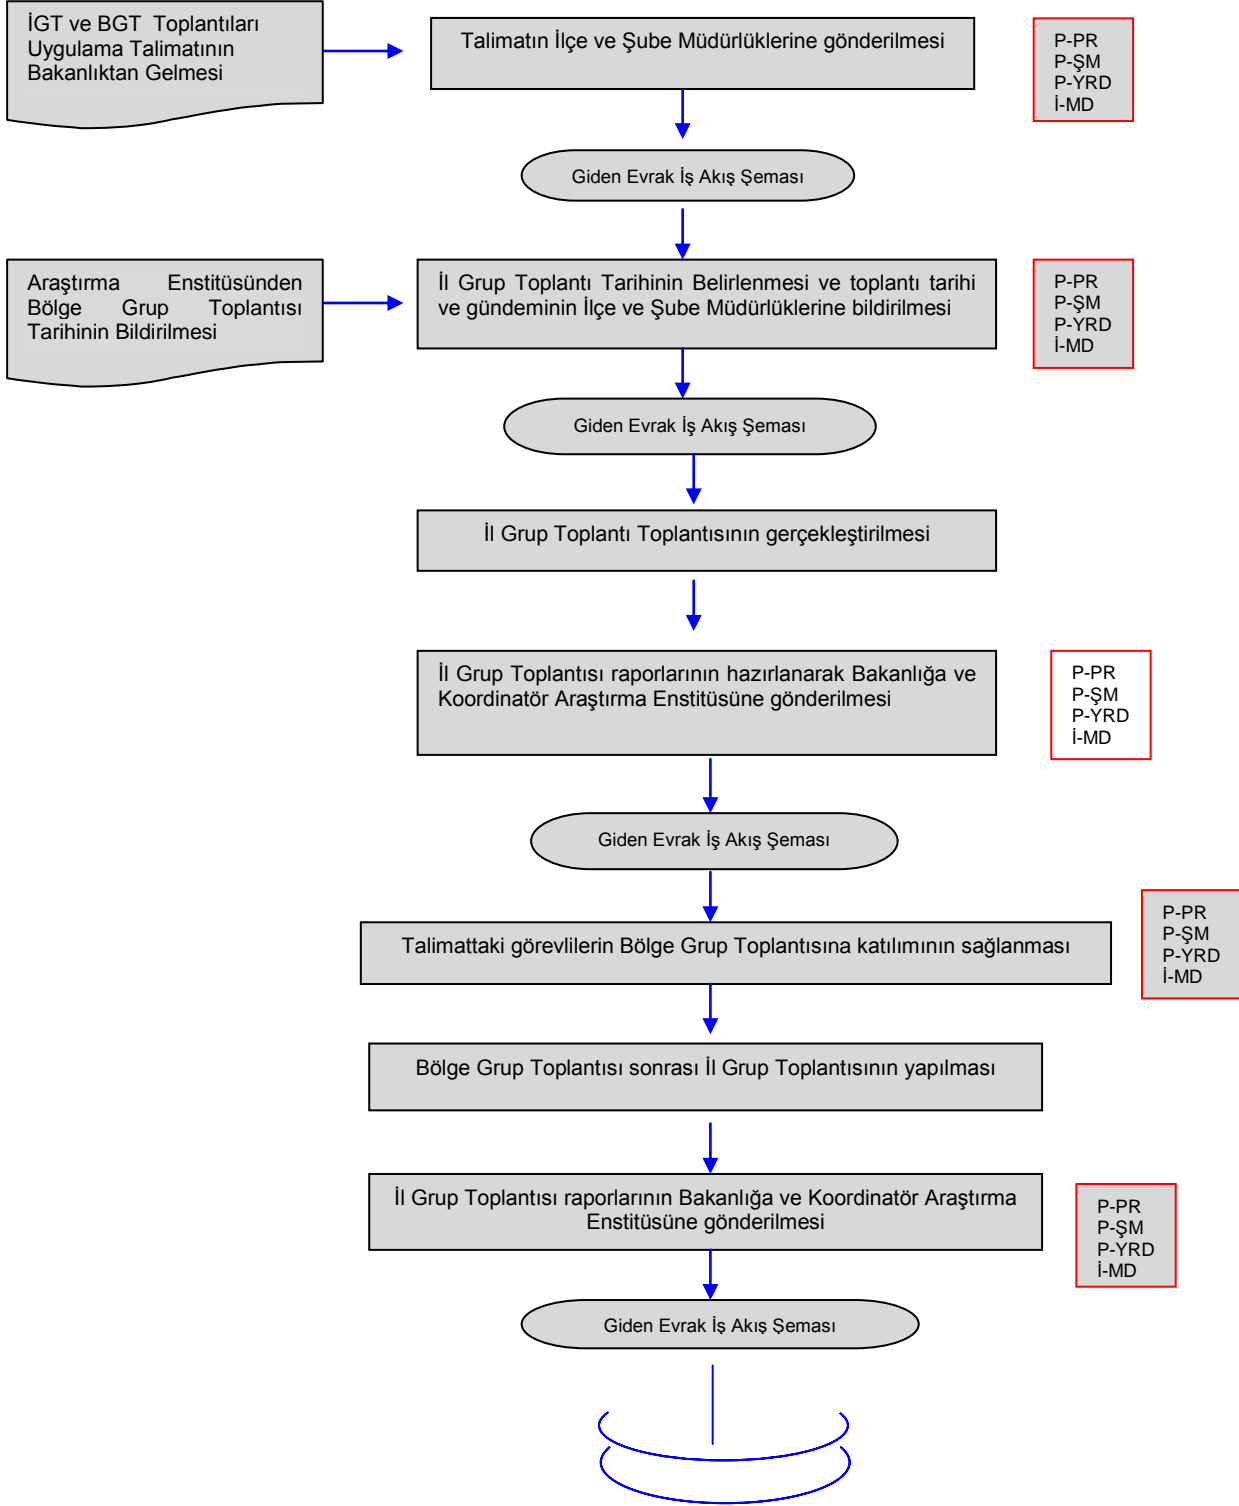 İGT ve BGT Toplantıları
Uygulama Talimatının
Bakanlıktan Gelmesi
Talimatın İlçe ve Şube Müdürlüklerine gönderilmesi
P-PR
P-ŞM
P-YRD
İ-MD
Giden Evrak İş Akış Şeması
Araştırma Enstitüsünden
Bölge Grup Toplantısı
Tarihinin Bildirilmesi
İl Grup Toplantı Tarihinin Belirlenmesi ve toplantı tarihi
ve gündeminin İlçe ve Şube Müdürlüklerine bildirilmesi
P-PR
P-ŞM
P-YRD
İ-MD
Giden Evrak İş Akış Şeması
İl Grup Toplantı Toplantısının gerçekleştirilmesi
İl Grup Toplantısı raporlarının hazırlanarak Bakanlığa ve
Koordinatör Araştırma Enstitüsüne gönderilmesi
P-PR
P-ŞM
P-YRD
İ-MD
Giden Evrak İş Akış Şeması
Talimattaki görevlilerin Bölge Grup Toplantısına katılımının sağlanması
P-PR
P-ŞM
P-YRD
İ-MD
Bölge Grup Toplantısı sonrası İl Grup Toplantısının yapılması
İl Grup Toplantısı raporlarının Bakanlığa ve Koordinatör Araştırma
Enstitüsüne gönderilmesi
P-PR
P-ŞM
P-YRD
İ-MD
Giden Evrak İş Akış Şeması